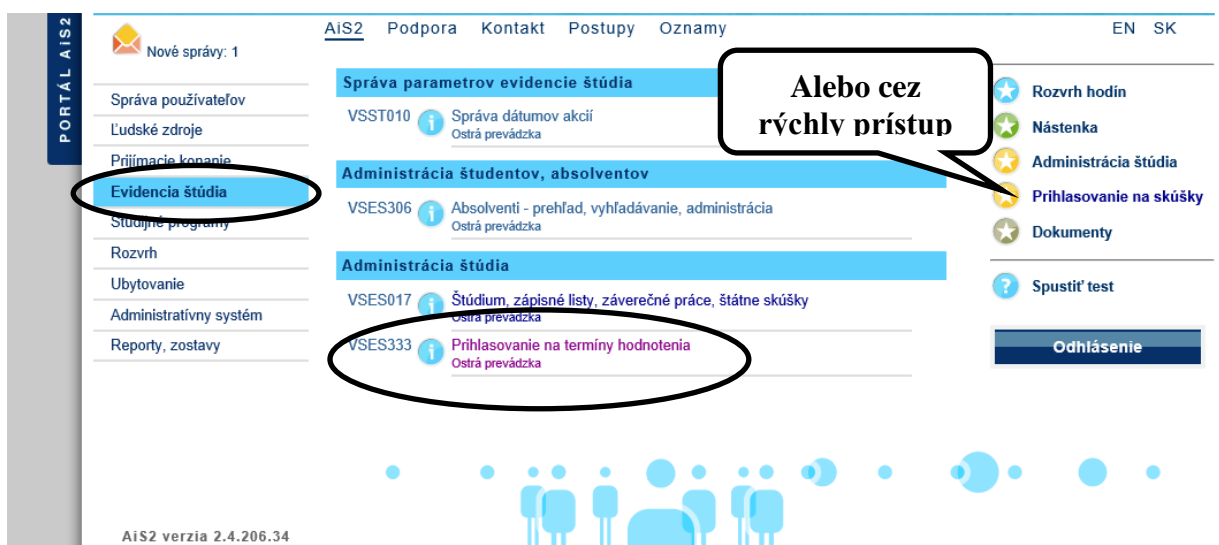 PORTÁL AiS2
Nové správy: 1
Správa používateľov
Ľudské zdroje
Prijímacie konanie
Evidencia štúdia
Študijné programy
Rozvrh
Ubytovanie
Administratívny systém
Reporty, zostavy
AiS2 verzia 2.4.206.34
AiS2 Podpora Kontakt Postupy Oznamy
EN SK
Správa parametrov evidencie štúdia
VSST010 Správa dátumov akcií
Ostrá prevádzka
Administrácia študentov, absolventov
VSES306 Absolventi - prehľad, vyhľadávanie, administrácia
Ostrá prevádzka
Administrácia štúdia
VSES017 Štúdium, zápisné listy, záverečné práce, štátne skúšky
Ostrá prevádzka
VSES333 Prihlasovanie na termíny hodnotenia
Ostrá prevádzka
Alebo cez
rýchly prístup
Rozvrh hodín
Nástenka
Administrácia štúdia
Prihlasovanie na skúšky
Dokumenty
Spustiť test
Odhlásenie